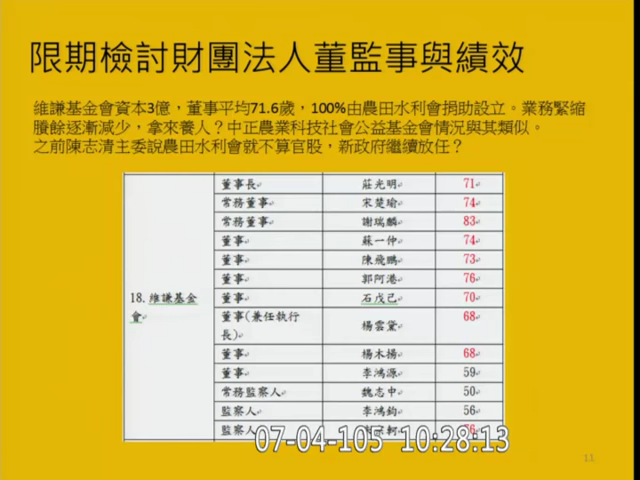 限期檢討財團法人董監事與績效
維謙基金會資本3億，董事平均71.6歲，100%由農田水利會捐助設立。業務緊縮
賸餘逐漸減少，拿來養人？中正農業科技社會公益基金會情況與其類似。
之前陳志清主委說農田水利會就不算官股，新政府繼續放任？
18. 維謙基金會
董事長 莊光明 71
常務董事 宋楚瑜 74
常務董事 謝瑞麟 83
董事 蘇一仲 74
董事 陳飛鵬 73
董事 郭阿港 76
董事 石戊己 70
董事(兼任執行
長) 楊雲黛 68
董事 楊木揚 68
董事 李鴻源 59
常務監察人 魏志中 50
監察人 李鴻鈞 56
監察人 76
07-04-105 10:28:13
11